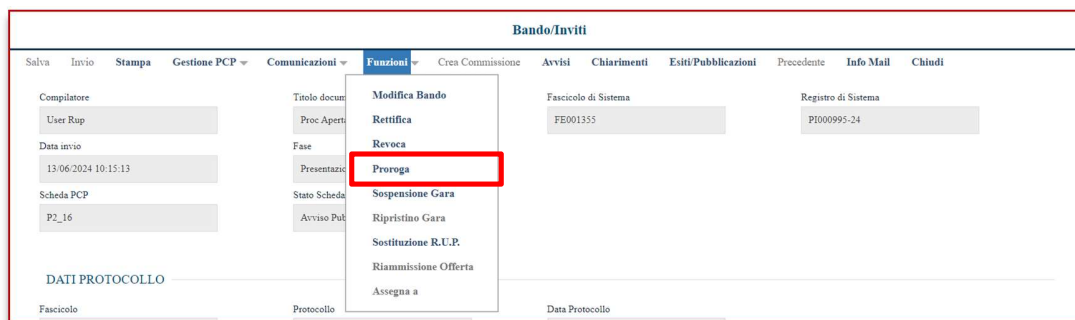 Bando/Inviti
Salva Invio Stampa Gestione PCP Comunicazioni Funzioni Crea Commissione Avvisi Chiarimenti Esiti/Pubblicazioni Precedente Info Mail Chiudi
Compilatore Titolo docum Modifica Bando Fascicolo di Sistema Registro di Sistema
User Rup Proc Aperta Rettifica FE001355 PI000995-24
Data invio Fase Revoca
13/06/2024 10:15:13 Presentazio Proroga
Scheda PCP Stato Scheda Sospensione Gara
P2_16 Avviso Pub Ripristino Gara
Sostituzione R.U.P.
DATI PROTOCOLLO Riammissione Offerta
Assegna a
Fascicolo Protocollo Data Protocollo